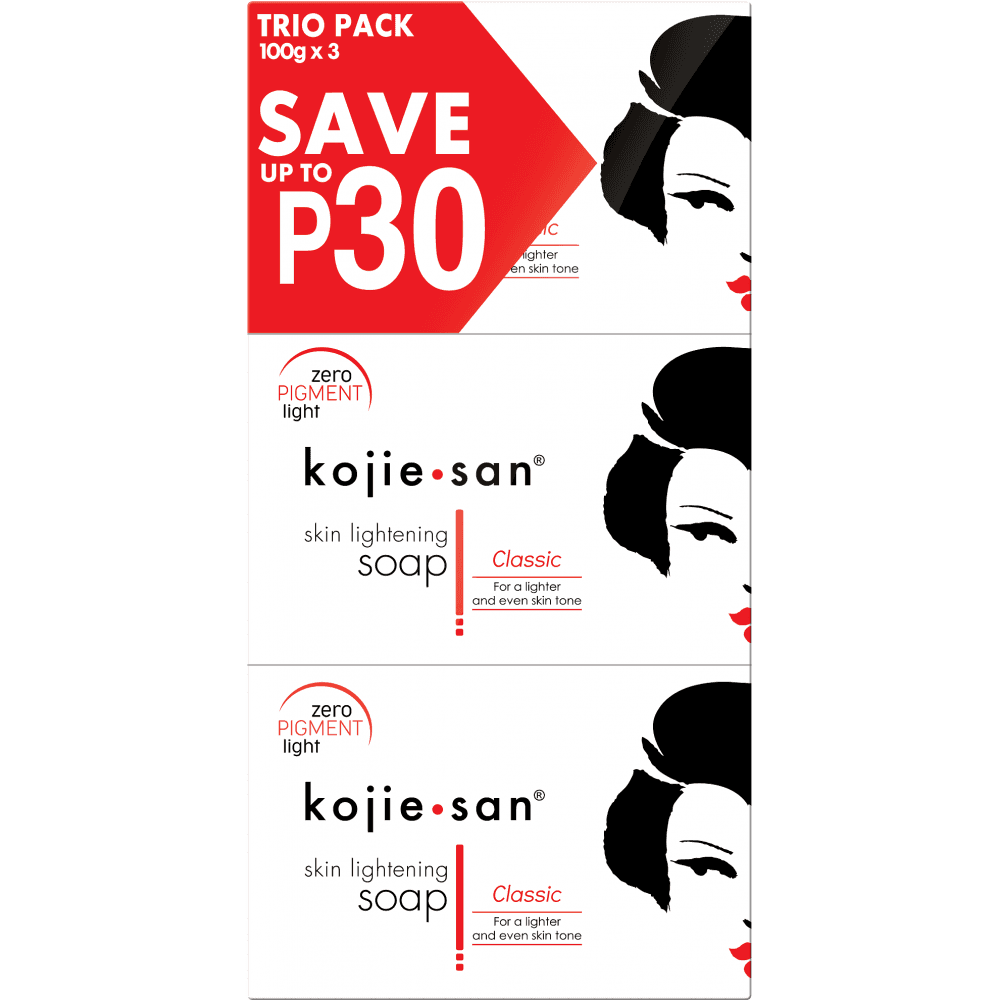 TRIO PACK
100g x 3
SAVE
UP TO
P30
lighter
en skin tone
zero
PIGMENT
light
kojie•san®
skin lightening
soap
Classic
For a lighter
and even skin tone
zero
PIGMENT
light
kojie•san®
skin lightening
soap
Classic
For a lighter
and even skin tone